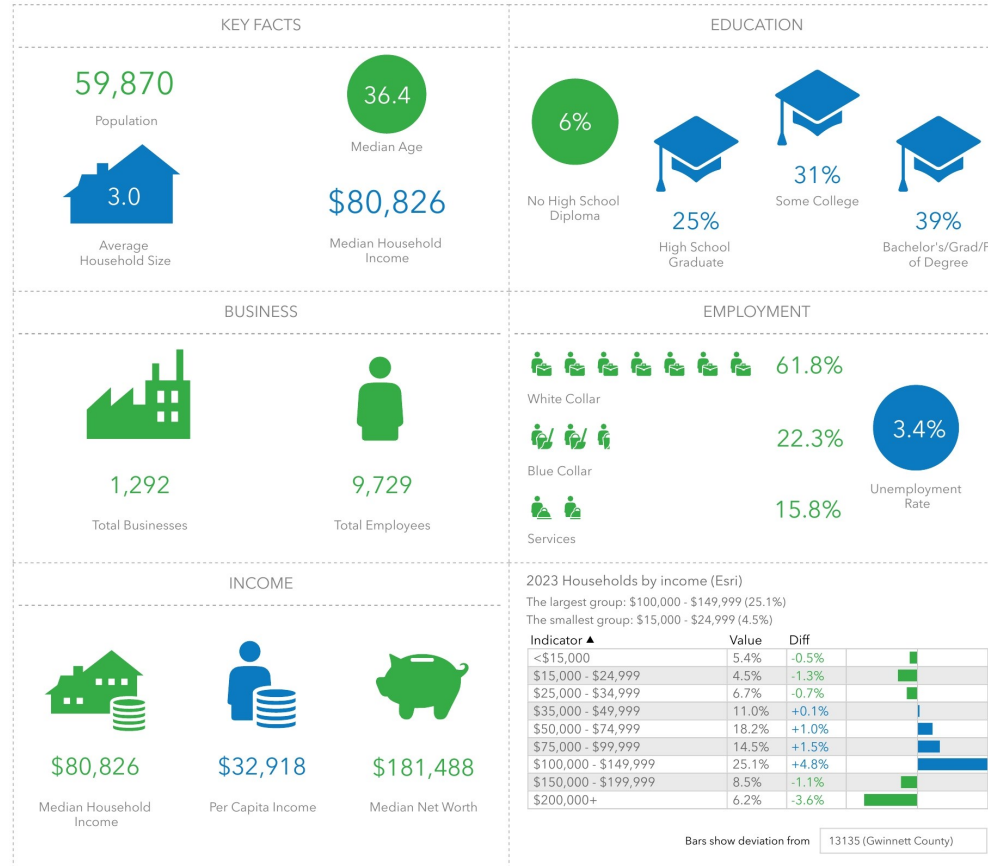 KEY FACTS
59,870
Population
36.4
Median Age
3.0
Average
Household Size
$80,826
Median Household
Income
EDUCATION
6%
No High School
Diploma
25%
High School
Graduate
31%
Some College
39%
Bachelor's/Grad/
of Degree
BUSINESS
1,292
Total Businesses
9,729
Total Employees
EMPLOYMENT
61.8%
White Collar
22.3%
Blue Collar
15.8%
Services
3.4%
Unemployment
Rate
INCOME
$80,826
Median Household
Income
$32,918
Per Capita Income
$181,488
Median Net Worth
2023 Households by income (Esri)
The largest group: $100,000 - $149,999 (25.1%)
The smallest group: $15,000 - $24,999 (4.5%)
Indicator ▲ Value Diff
<$15,000 5.4% -0.5%
$15,000 - $24,999 4.5% -1.3%
$25,000 - $34,999 6.7% -0.7%
$35,000 - $49,999 11.0% +0.1%
$50,000 - $74,999 18.2% +1.0%
$75,000 - $99,999 14.5% +1.5%
$100,000 - $149,999 25.1% +4.8%
$150,000 - $199,999 8.5% -1.1%
$200,000+ 6.2% -3.6%
Bars show deviation from 13135 (Gwinnett County)